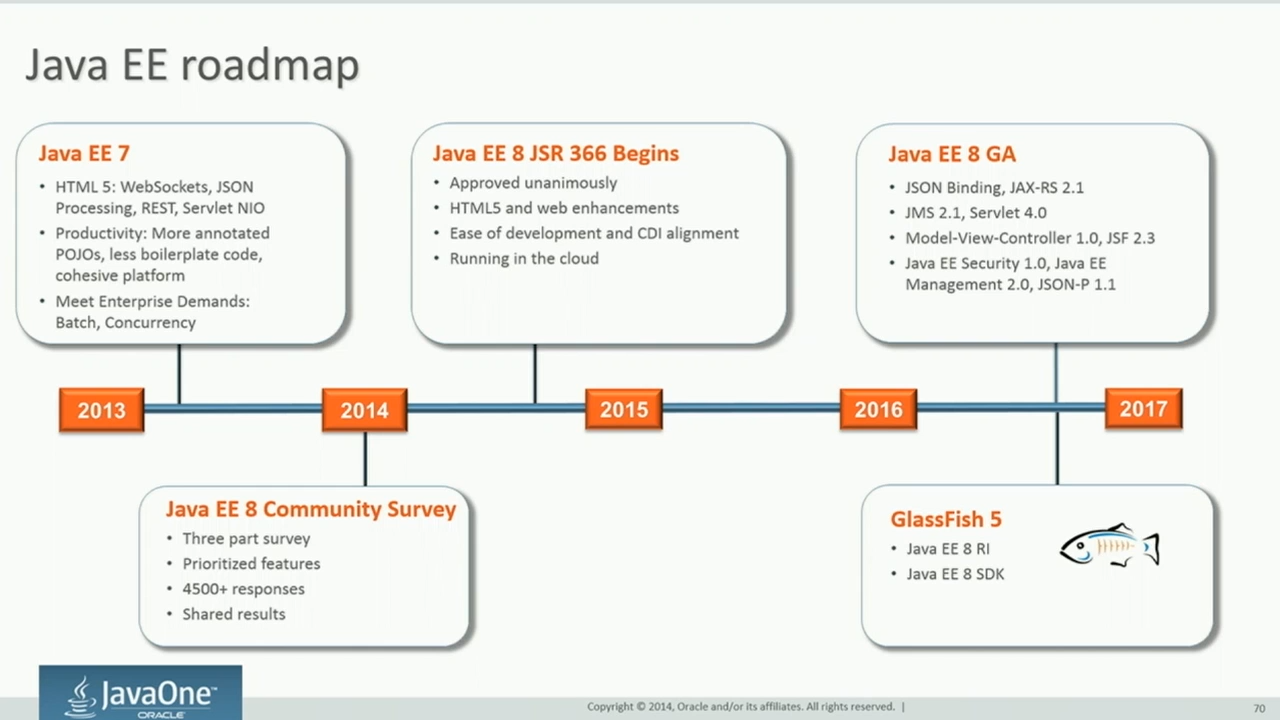 Java EE roadmap
Java EE 7
• HTML 5: WebSockets, JSON
Processing, REST, Servlet NIO
• Productivity: More annotated
POJOs, less boilerplate code,
cohesive platform
• Meet Enterprise Demands:
Batch, Concurrency
Java EE 8 JSR 366 Begins
• Approved unanimously
• HTML5 and web enhancements
• Ease of development and CDI alignment
• Running in the cloud
Java EE 8 GA
• JSON Binding, JAX-RS 2.1
• JMS 2.1, Servlet 4.0
• Model-View-Controller 1.0, JSF 2.3
• Java EE Security 1.0, Java EE
Management 2.0, JSON-P 1.1
2013
2014
2015
2016
2017
Java EE 8 Community Survey
• Three part survey
• Prioritized features
• 4500+ responses
• Shared results
GlassFish 5
• Java EE 8 RI
• Java EE 8 SDK
JavaOne™
ORACLE
Copyright © 2014, Oracle and/or its affiliates. All rights reserved. |
70